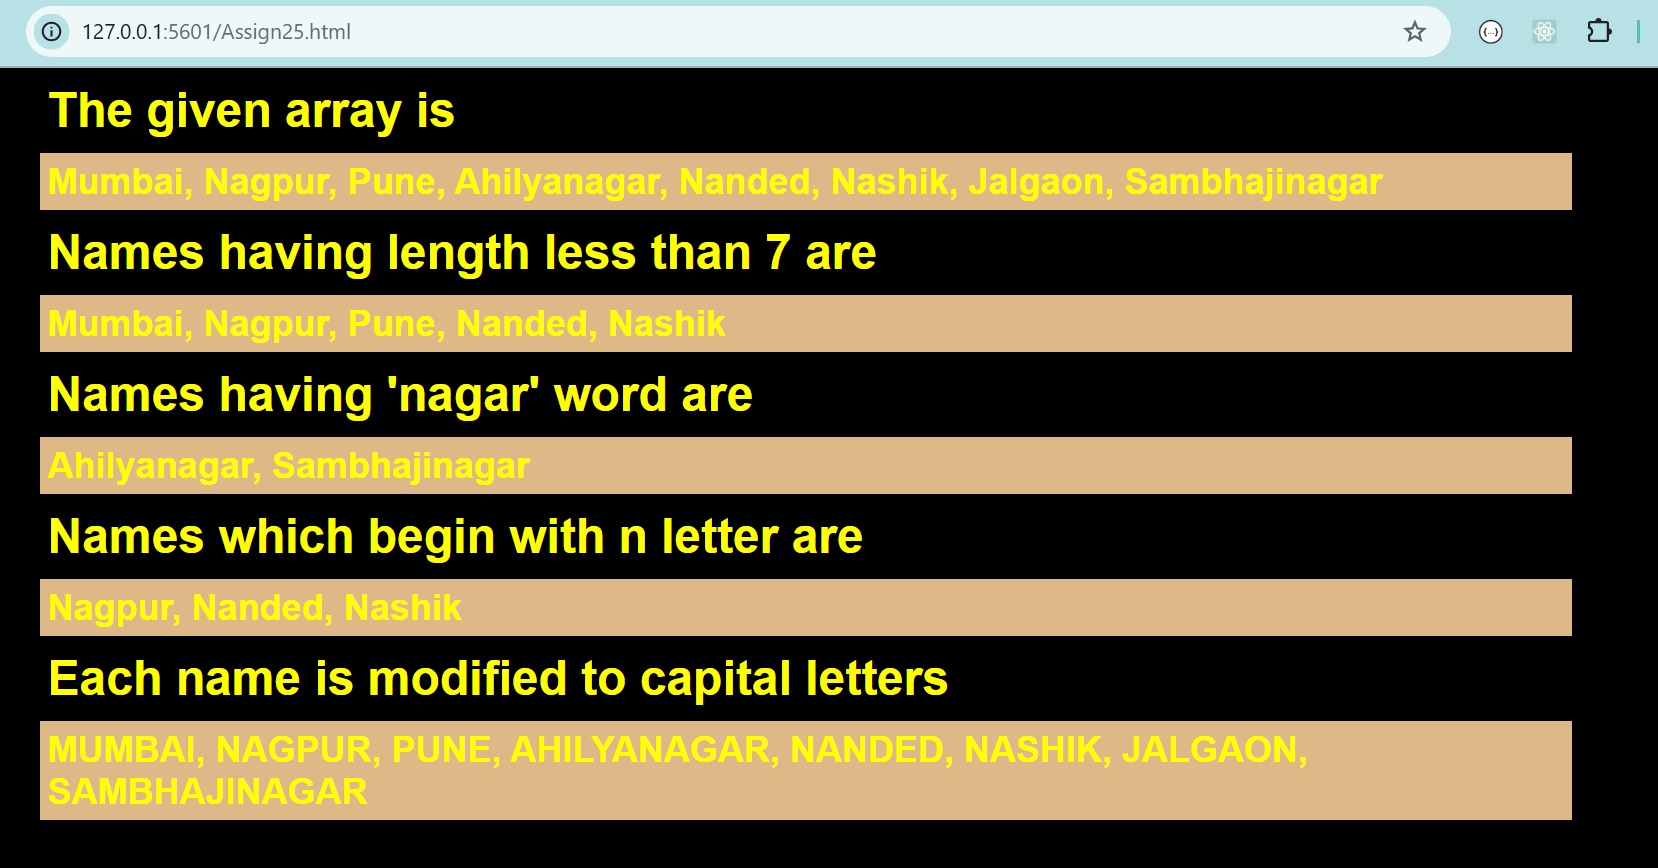 127.0.0.1:5601/Assign25.html
The given array is
Mumbai, Nagpur, Pune, Ahilyanagar, Nanded, Nashik, Jalgaon, Sambhajinagar
Names having length less than 7 are
Mumbai, Nagpur, Pune, Nanded, Nashik
Names having 'nagar' word are
Ahilyanagar, Sambhajinagar
Names which begin with n letter are
Nagpur, Nanded, Nashik
Each name is modified to capital letters
MUMBAI, NAGPUR, PUNE, AHILYANAGAR, NANDED, NASHIK, JALGAON,
SAMBHAJINAGAR